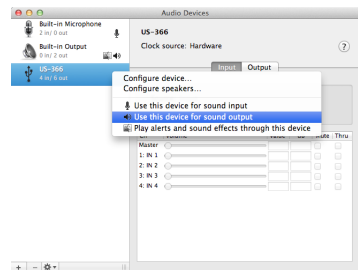 Audio Devices
Built-in Microphone
2 in/ 0 out
Built-in Output
0 in/ 2 out
US-366
4 in/ 6 out
US-366
Clock source: Hardware
?
Input
Output
Configure device...
Configure speakers...
Use this device for sound input
Use this device for sound output
Play alerts and sound effects through this device
Volume
Value
Mute
Thru
Master
1: IN 1
2: IN 2
3: IN 3
4: IN 4